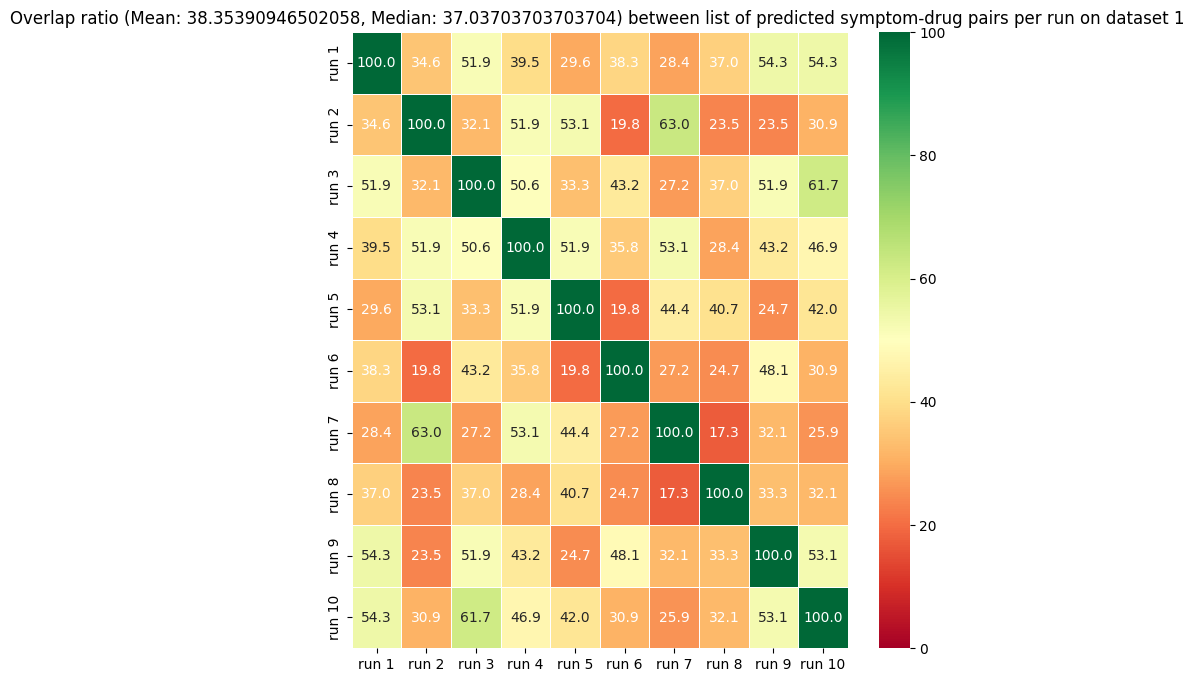 Overlap ratio (Mean: 38.35390946502058, Median: 37.03703703703704) between list of predicted symptom-drug pairs per run on dataset 1
run 1 100.0 34.6 51.9 39.5 29.6 38.3 28.4 37.0 54.3 54.3
run 2 34.6 100.0 32.1 51.9 53.1 19.8 63.0 23.5 23.5 30.9
run 3 51.9 32.1 100.0 50.6 33.3 43.2 27.2 37.0 51.9 61.7
run 4 39.5 51.9 50.6 100.0 51.9 35.8 53.1 28.4 43.2 46.9
run 5 29.6 53.1 33.3 51.9 100.0 19.8 44.4 40.7 24.7 42.0
run 6 38.3 19.8 43.2 35.8 19.8 100.0 27.2 24.7 48.1 30.9
run 7 28.4 63.0 27.2 53.1 44.4 27.2 100.0 17.3 32.1 25.9
run 8 37.0 23.5 37.0 28.4 40.7 24.7 17.3 100.0 33.3 32.1
run 9 54.3 23.5 51.9 43.2 24.7 48.1 32.1 33.3 100.0 53.1
run 10 54.3 30.9 61.7 46.9 42.0 30.9 25.9 32.1 53.1 100.0
run 1 run 2 run 3 run 4 run 5 run 6 run 7 run 8 run 9 run 10
100
80
60
40
20
0